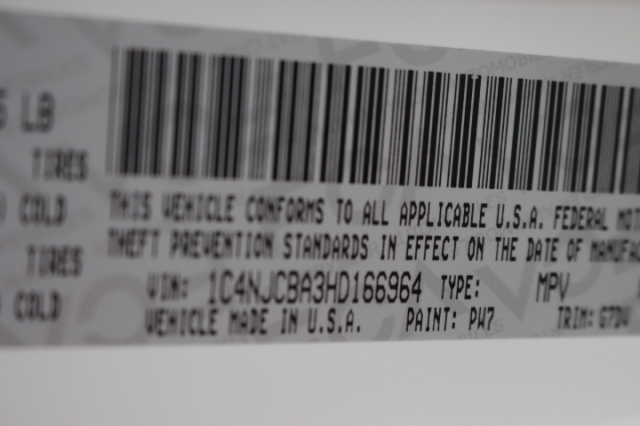 LB
TIRES
COLD
THIS VEHICLE CONFORMS TO ALL APPLICABLE U.S.A. FEDERAL
TIRES
THEFT PREVENTION STANDARDS IN EFFECT ON THE DATE OF MANUFAC
COLD
VIN: 1C4NJCBA3HD166964 TYPE: MPV
VEHICLE MADE IN U.S.A. PAINT: PW7 TRIM: